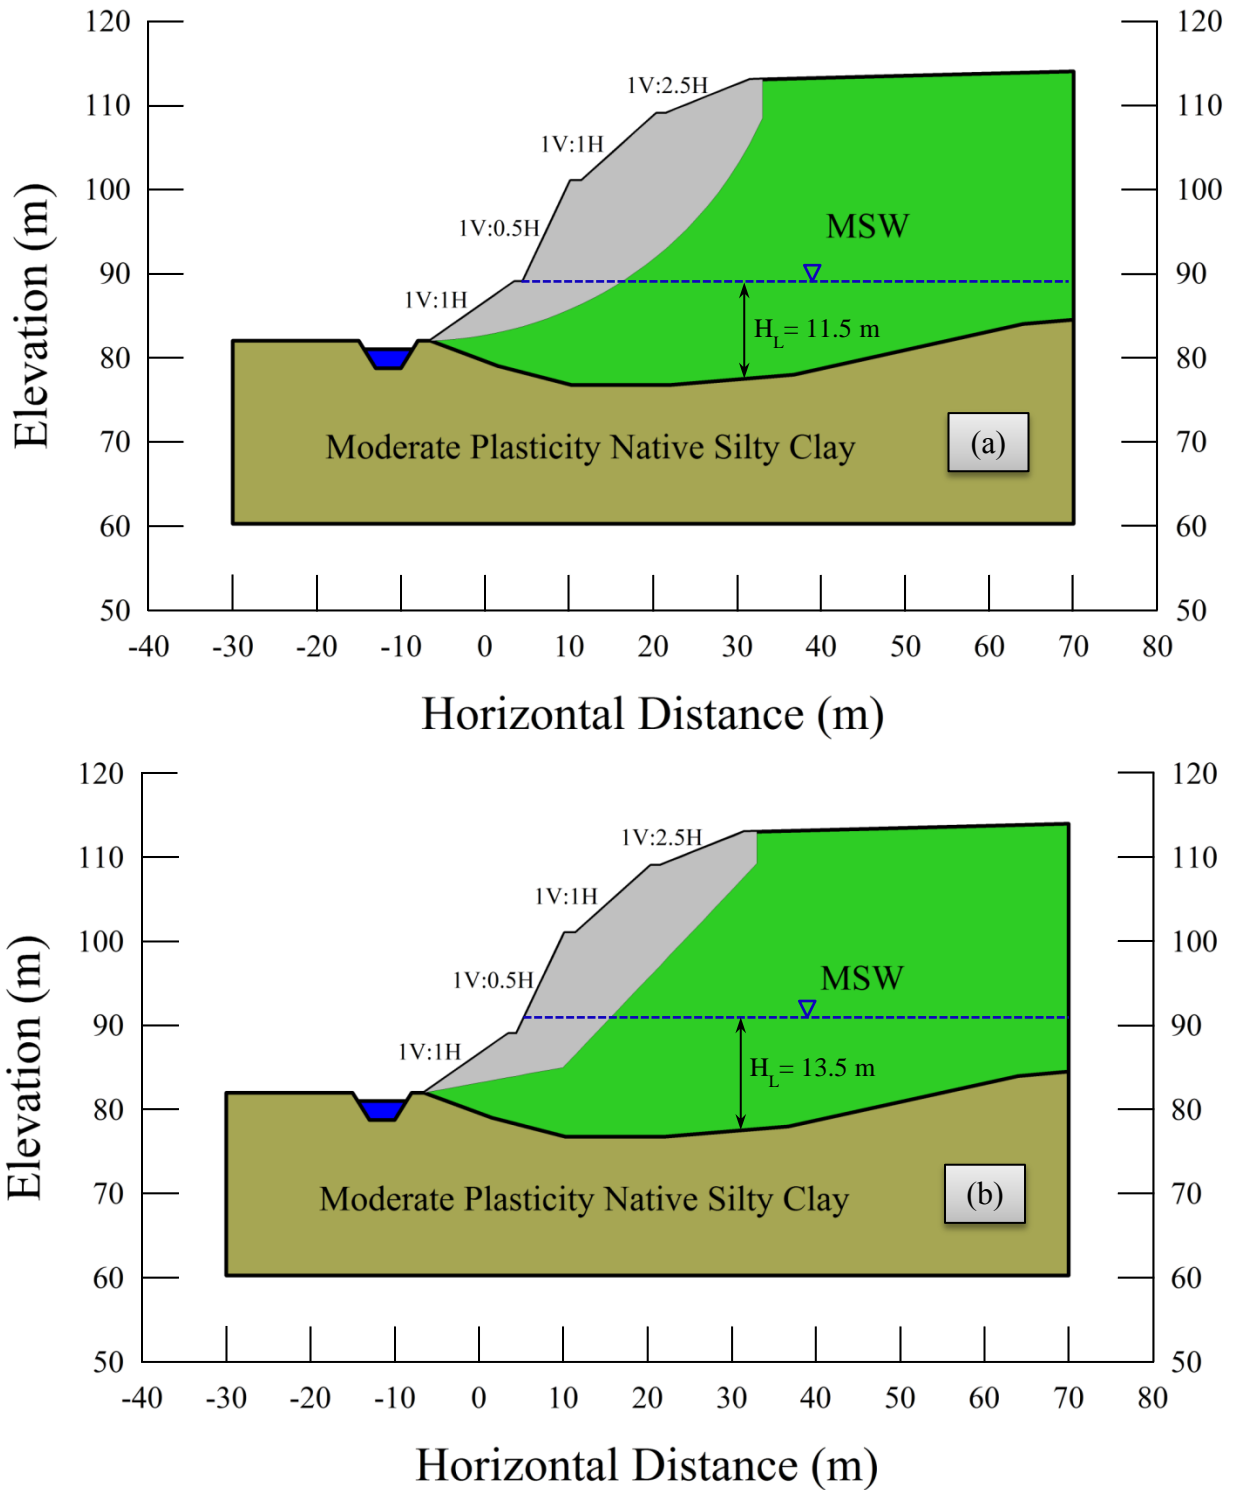 120 120
1V:2.5H
110 110
1V:1H
100 100
MSW
1V:0.5H
90 90
1V:1H
H_L= 11.5 m
80 80
Elevation (m)
70 Moderate Plasticity Native Silty Clay (a) 70
60 60
50 50
-40 -30 -20 -10 0 10 20 30 40 50 60 70 80
Horizontal Distance (m)
120 120
1V:2.5H
110 110
1V:1H
100 100
MSW
1V:0.5H
90 90
1V:1H
H_L= 13.5 m
80 80
Elevation (m)
70 Moderate Plasticity Native Silty Clay (b) 70
60 60
50 50
-40 -30 -20 -10 0 10 20 30 40 50 60 70 80
Horizontal Distance (m)